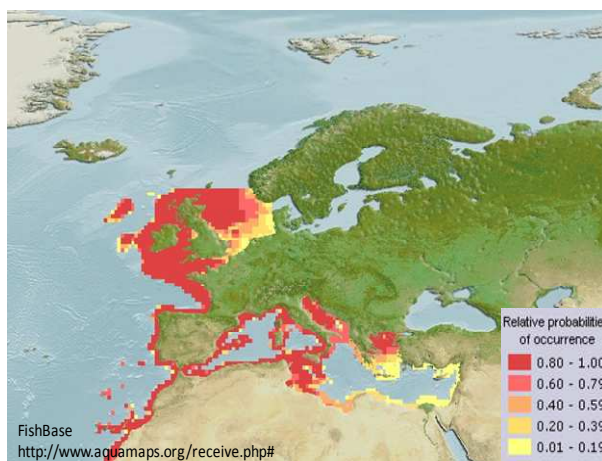 Relative probabilities
of occurrence
0.80 - 1.00
0.60 - 0.79
0.40 - 0.59
0.20 - 0.39
0.01 - 0.19
FishBase
http://www.aquamaps.org/receive.php#